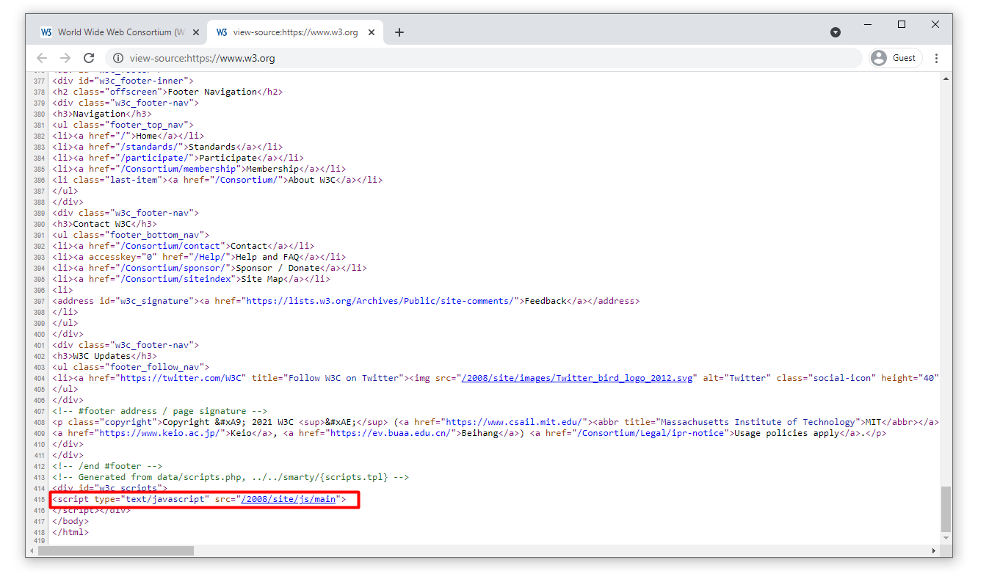 World Wide Web Consortium (W
view-source:https://www.w3.org
view-source:https://www.w3.org
Guest
377 <div id="w3c_footer-inner">
378 <h2 class="offscreen">Footer Navigation</h2>
379 <div class="w3c_footer-nav">
380 <h3>Navigation</h3>
381 <ul class="footer_top_nav">
382 <li><a href="/">Home</a></li>
383 <li><a href="/standards/">Standards</a></li>
384 <li><a href="/participate/">Participate</a></li>
385 <li><a href="/Consortium/membership">Membership</a></li>
386 <li class="last-item"><a href="/Consortium/">About W3C</a></li>
387 </ul>
388 </div>
389 <div class="w3c_footer-nav">
390 <h3>Contact W3C</h3>
391 <ul class="footer_bottom_nav">
392 <li><a href="/Consortium/contact">Contact</a></li>
393 <li><a accesskey="0" href="/Help/">Help and FAQ</a></li>
394 <li><a href="/Consortium/sponsor/">Sponsor / Donate</a></li>
395 <li><a href="/Consortium/siteindex">Site Map</a></li>
396 <li>
397 <address id="w3c_signature"><a href="https://lists.w3.org/Archives/Public/site-comments/">Feedback</a></address>
398 </li>
399 </ul>
400 </div>
401 <div class="w3c_footer-nav">
402 <h3>W3C Updates</h3>
403 <ul class="footer_follow_nav">
404 <li><a href="https://twitter.com/W3C" title="Follow W3C on Twitter"><img src="/2008/site/images/Twitter_bird_logo_2012.svg" alt="Twitter" class="social-icon" height="40"
405 </ul>
406 </div>
407 <!-- #footer address / page signature -->
408 <p class="copyright">Copyright &#xA9; 2021 W3C <sup>&#xAE;</sup> (<a href="https://www.csail.mit.edu/"><abbr title="Massachusetts Institute of Technology">MIT</abbr></a>
409 <a href="https://www.keio.ac.jp/">Keio</a>, <a href="https://ev.buaa.edu.cn/">Beihang</a>) <a href="/Consortium/Legal/ipr-notice">Usage policies apply</a>.</p>
410 </div>
411 </div>
412 <!-- /end #footer -->
413 <!-- Generated from data/scripts.php, ../../smarty/{scripts.tpl} -->
414 <div id="w3c_scripts">
415 <script type="text/javascript" src="/2008/site/js/main">
416 </script></div>
417 </body>
418 </html>
419